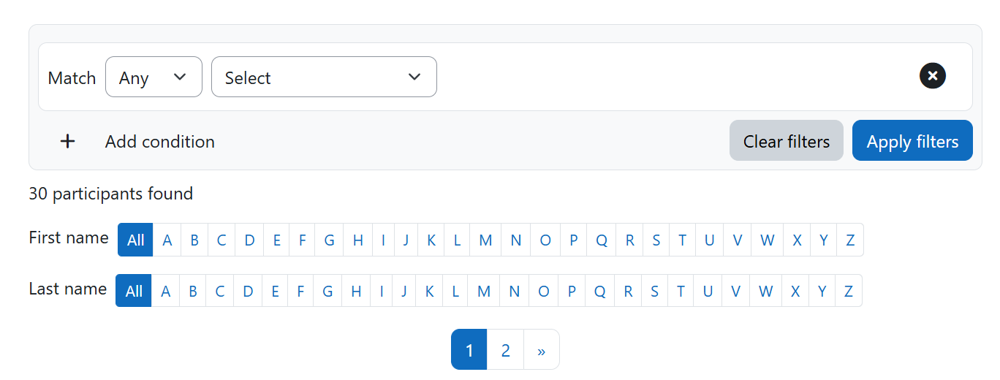 Match Any Select
Add condition Clear filters Apply filters
30 participants found
First name All A B C D E F G H I J K L M N O P Q R S T U V W X Y Z
Last name All A B C D E F G H I J K L M N O P Q R S T U V W X Y Z
1 2 »